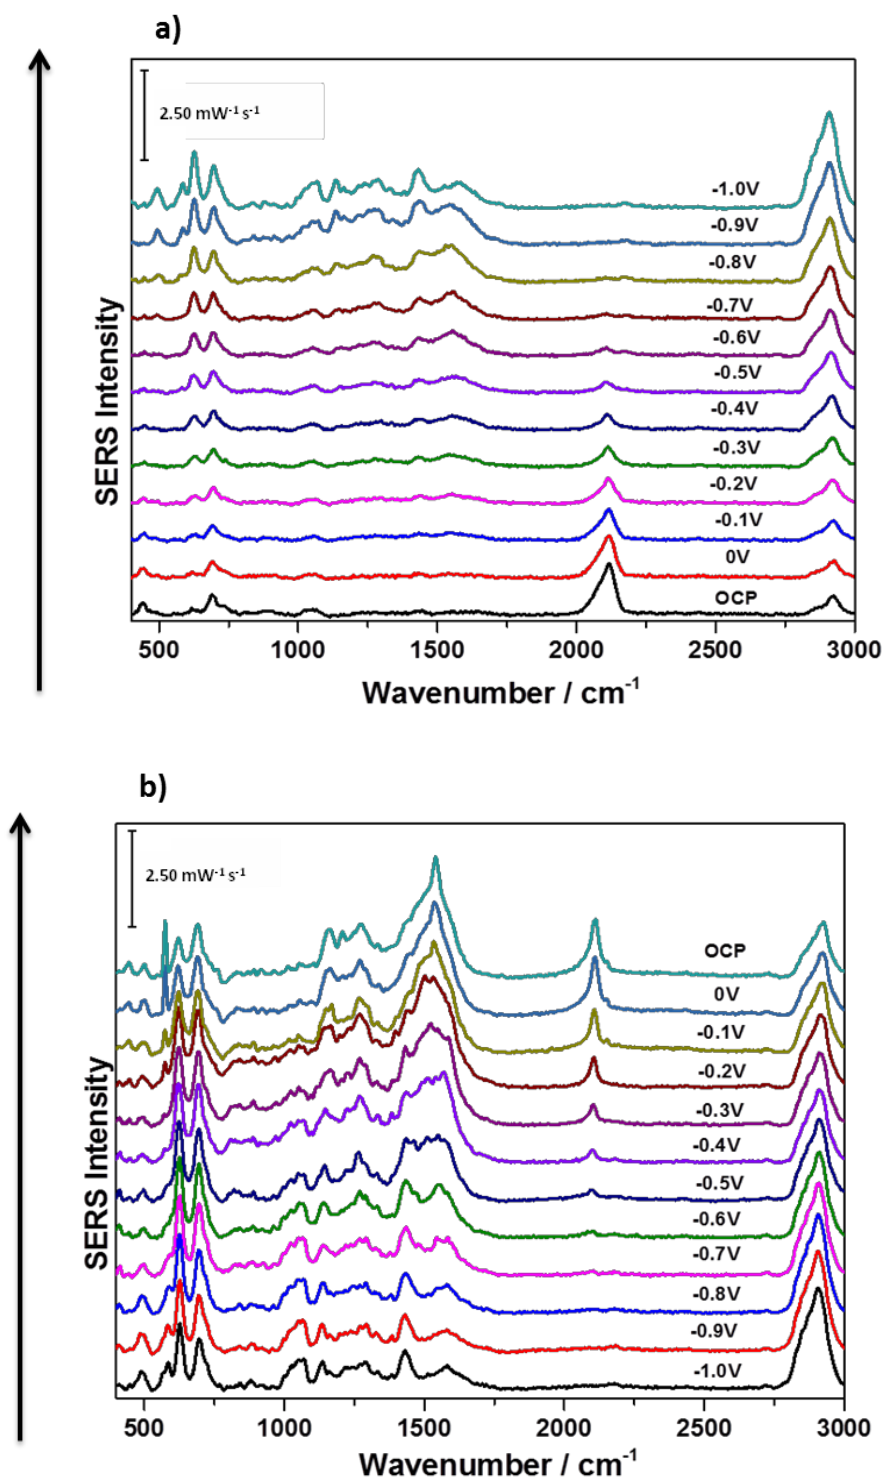 a)
2.50 mW-1 s-1
-1.0V
-0.9V
-0.8V
-0.7V
-0.6V
-0.5V
-0.4V
-0.3V
-0.2V
-0.1V
0V
OCP
SERS Intensity
500 1000 1500 2000 2500 3000
Wavenumber / cm-1
b)
2.50 mW-1 s-1
OCP
0V
-0.1V
-0.2V
-0.3V
-0.4V
-0.5V
-0.6V
-0.7V
-0.8V
-0.9V
-1.0V
SERS Intensity
500 1000 1500 2000 2500 3000
Wavenumber / cm-1